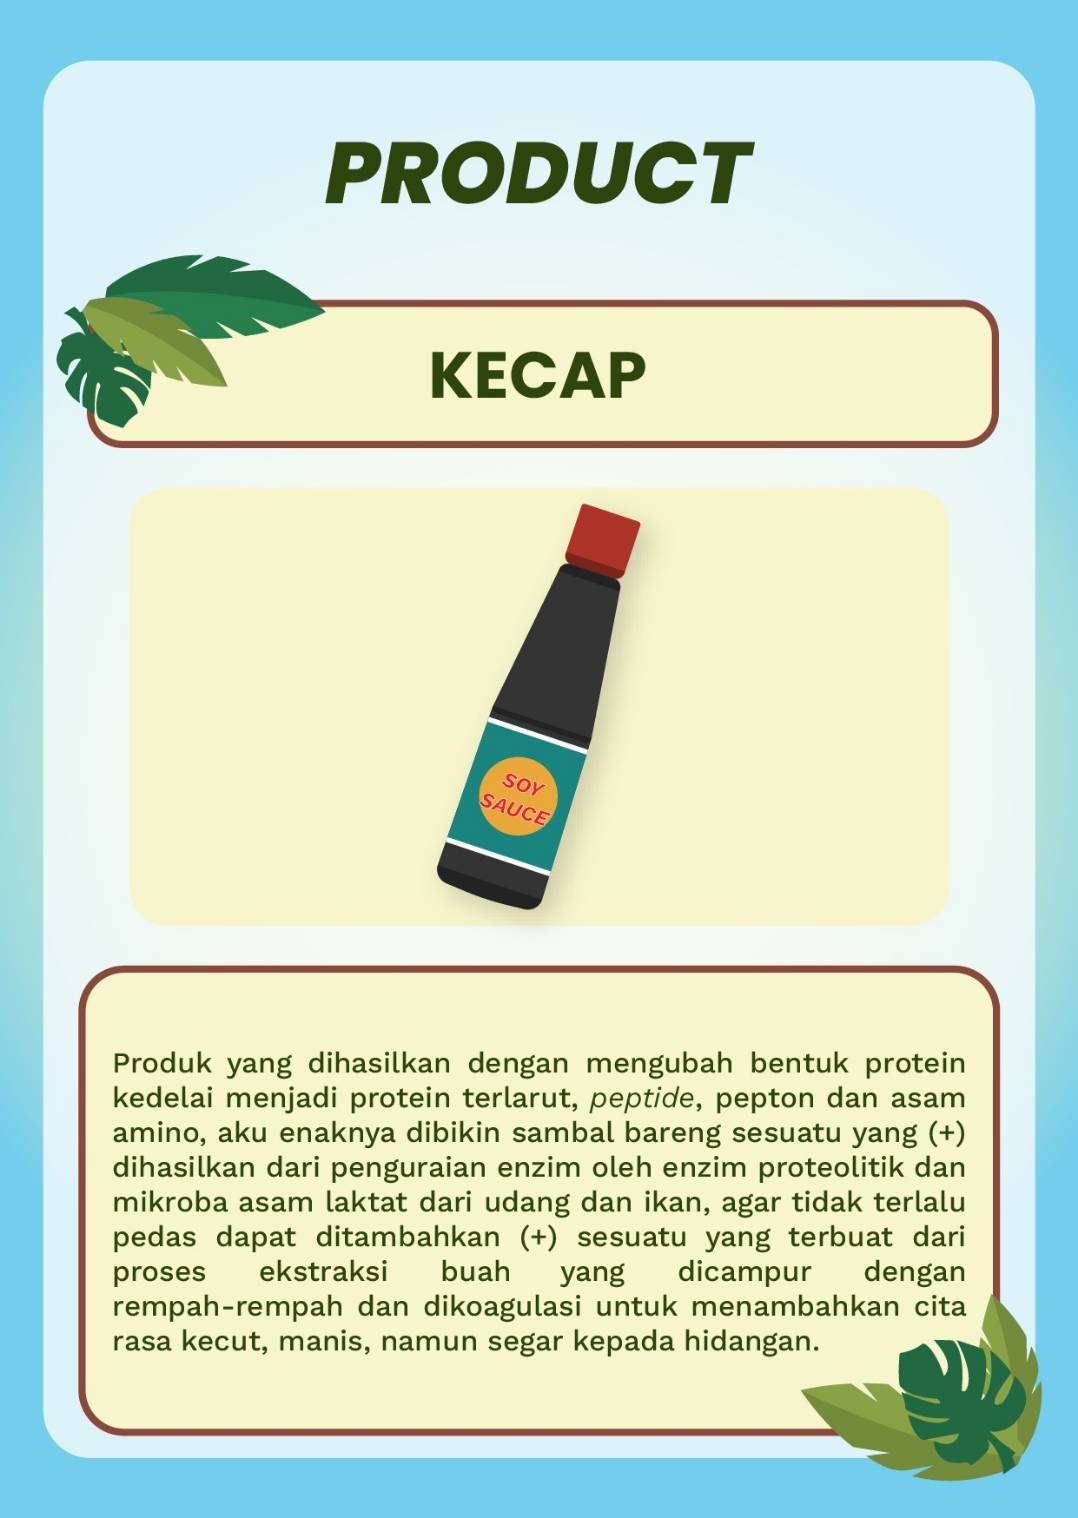 PRODUCT
KECAP
SOY
SAUCE
Produk yang dihasilkan dengan mengubah bentuk protein
kedelai menjadi protein terlarut, peptide, pepton dan asam
amino, aku enaknya dibikin sambal bareng sesuatu yang (+)
dihasilkan dari penguraian enzim oleh enzim proteolitik dan
mikroba asam laktat dari udang dan ikan, agar tidak terlalu
pedas dapat ditambahkan (+) sesuatu yang terbuat dari
proses ekstraksi buah yang dicampur dengan
rempah-rempah dan dikoagulasi untuk menambahkan cita
rasa kecut, manis, namun segar kepada hidangan.